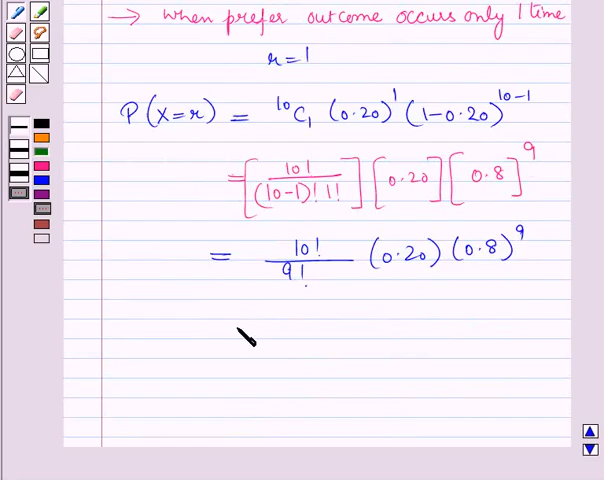 → when prefer outcome occurs only 1 time
r=1
P(X=r) = ¹⁰C₁ (0.20)¹ (1-0.20)¹⁰⁻¹
= [10!/(10-1)! 1!] [0.20] [0.8]⁹
= 10!/9! (0.20) (0.8)⁹